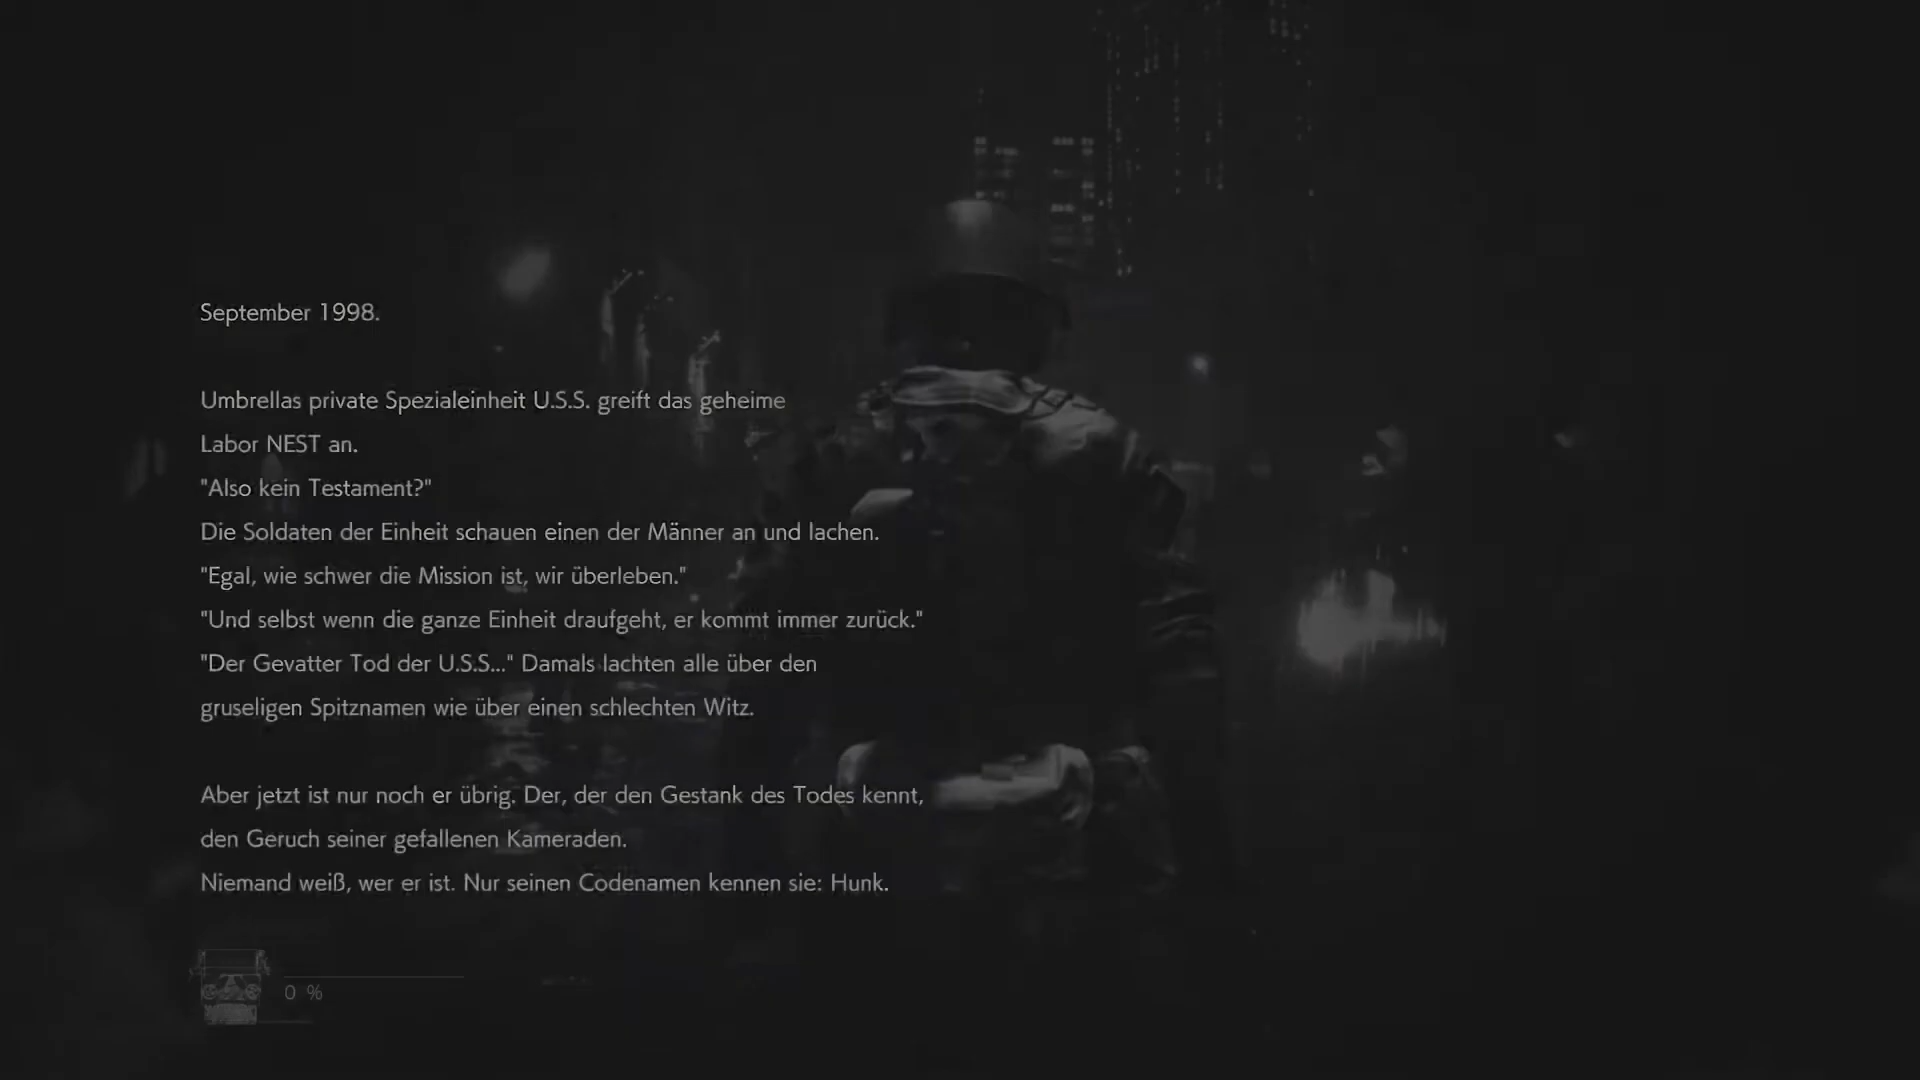 September 1998.
Umbrellas private Spezialeinheit U.S.S. greift das geheime
Labor NEST an.
"Also kein Testament?"
Die Soldaten der Einheit schauen einen der Männer an und lachen.
"Egal, wie schwer die Mission ist, wir überleben."
"Und selbst wenn die ganze Einheit draufgeht, er kommt immer zurück."
"Der Gevatter Tod der U.S.S..." Damals lachten alle über den
gruseligen Spitznamen wie über einen schlechten Witz.
Aber jetzt ist nur noch er übrig. Der, der den Gestank des Todes kennt,
den Geruch seiner gefallenen Kameraden.
Niemand weiß, wer er ist. Nur seinen Codenamen kennen sie: Hunk.
0 %